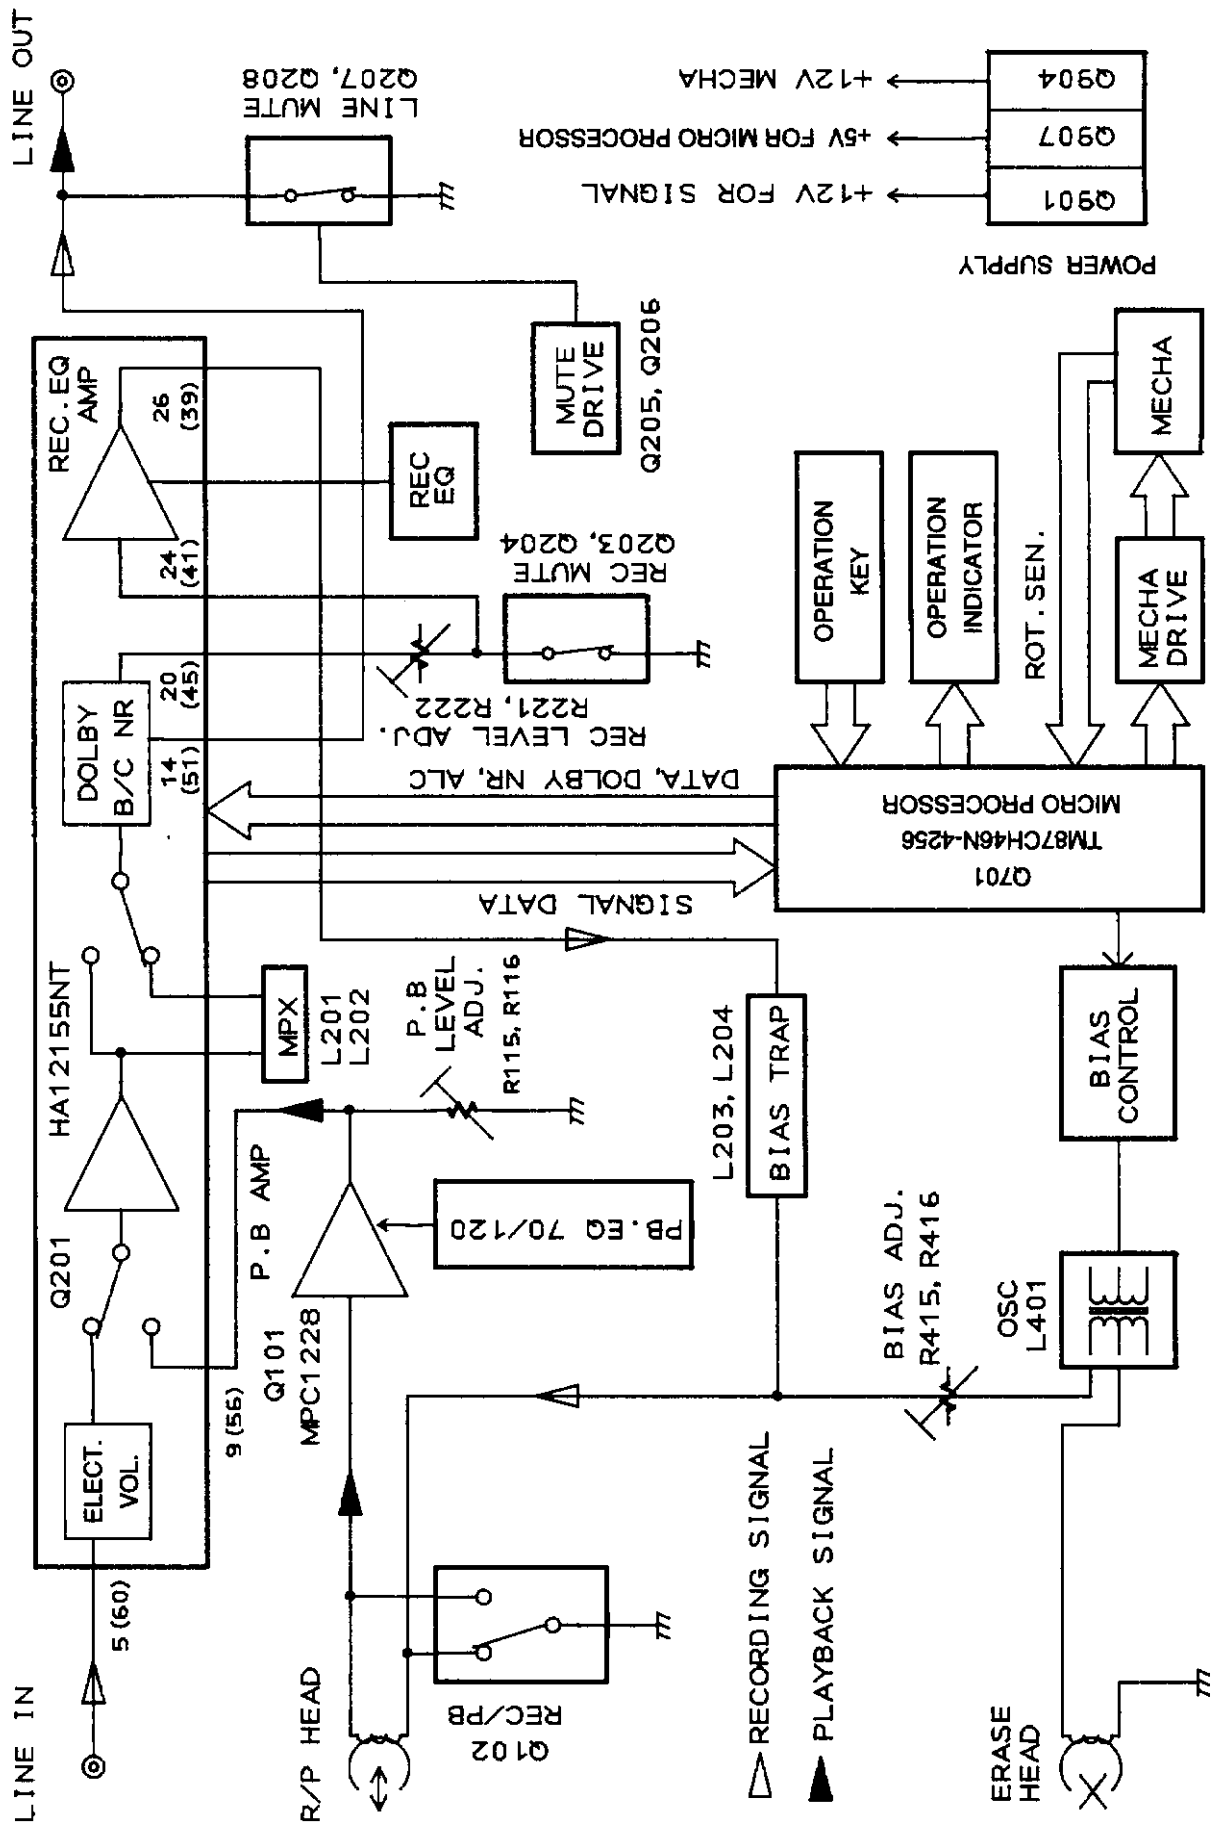 LINE IN
5 (60)
ELECT.
VOL.
Q201
HA12155NT
DOLBY
B/C NR
REC.EQ
AMP
LINE OUT
9 (56)
14
(51)
20
(45)
24
(41)
26
(39)
MPX
L201
L202
REC
EQ
LINE MUTE
Q207, Q208
MUTE
DRIVE
Q205, Q206
REC MUTE
Q203, Q204
REC LEVEL ADJ.
R221, R222
R/P HEAD
Q101
MPC1228
P.B AMP
PB.EQ 70/120
P.B
LEVEL
ADJ.
R115, R116
Q102
REC/PB
SIGNAL DATA
DATA, DOLBY NR, ALC
L203, L204
BIAS TRAP
RECORDING SIGNAL
PLAYBACK SIGNAL
BIAS ADJ.
R415, R416
ERASE
HEAD
OSC
L401
BIAS
CONTROL
Q701
TM87CH46N-4256
MICRO PROCESSOR
OPERATION
KEY
OPERATION
INDICATOR
ROT.SEN.
MECHA
DRIVE
MECHA
POWER SUPPLY
Q901
Q907
Q904
+12V FOR SIGNAL
+5V FOR MICRO PROCESSOR
+12V MECHA